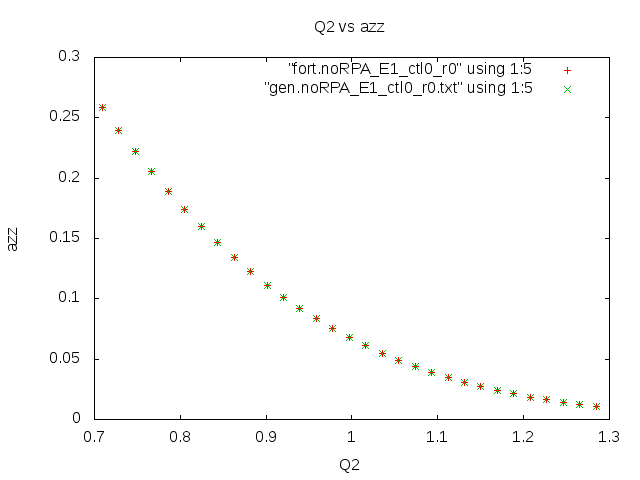 Q2 vs azz
"fort.noRPA_E1_ctl0_r0" using 1:5
"gen.noRPA_E1_ctl0_r0.txt" using 1:5
0.3
0.25
0.2
0.15
0.1
0.05
0
azz
0.7 0.8 0.9 1 1.1 1.2 1.3
Q2